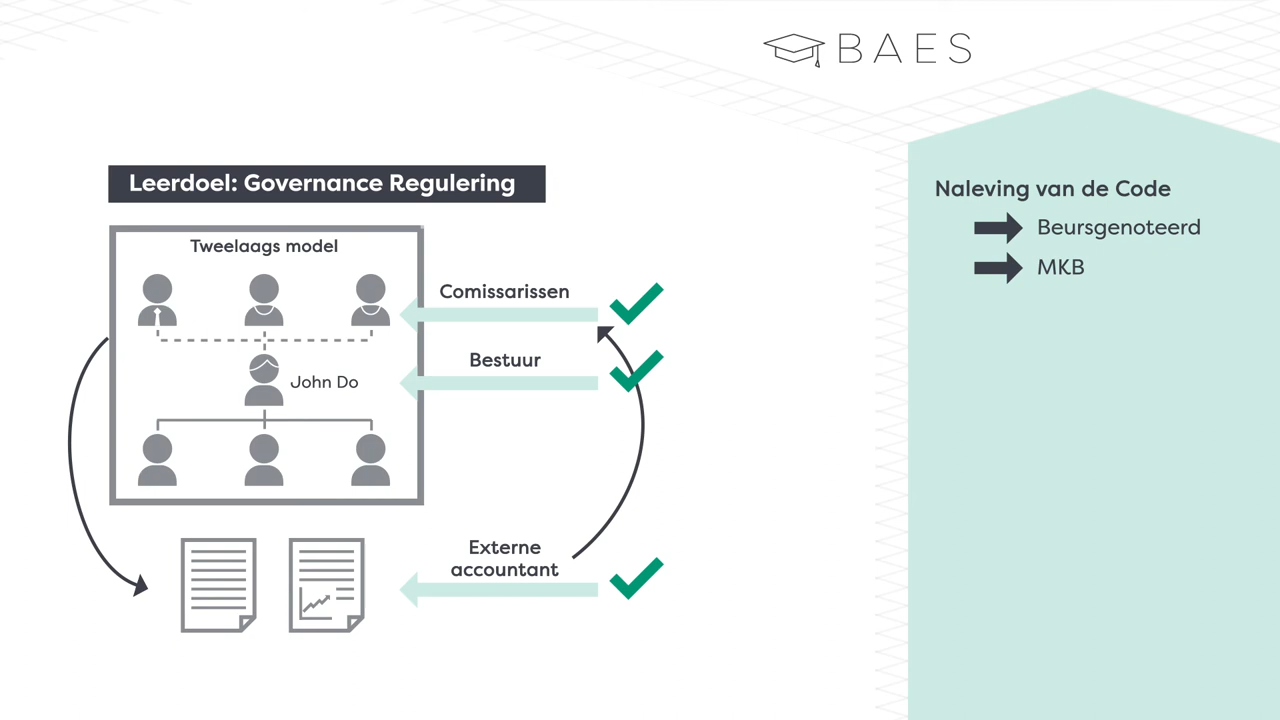 BAES
Leerdoel: Governance Regulering
Tweelaags model
John Do
Comissarissen
Bestuur
Externe
accountant
Naleving van de Code
Beursgenoteerd
MKB